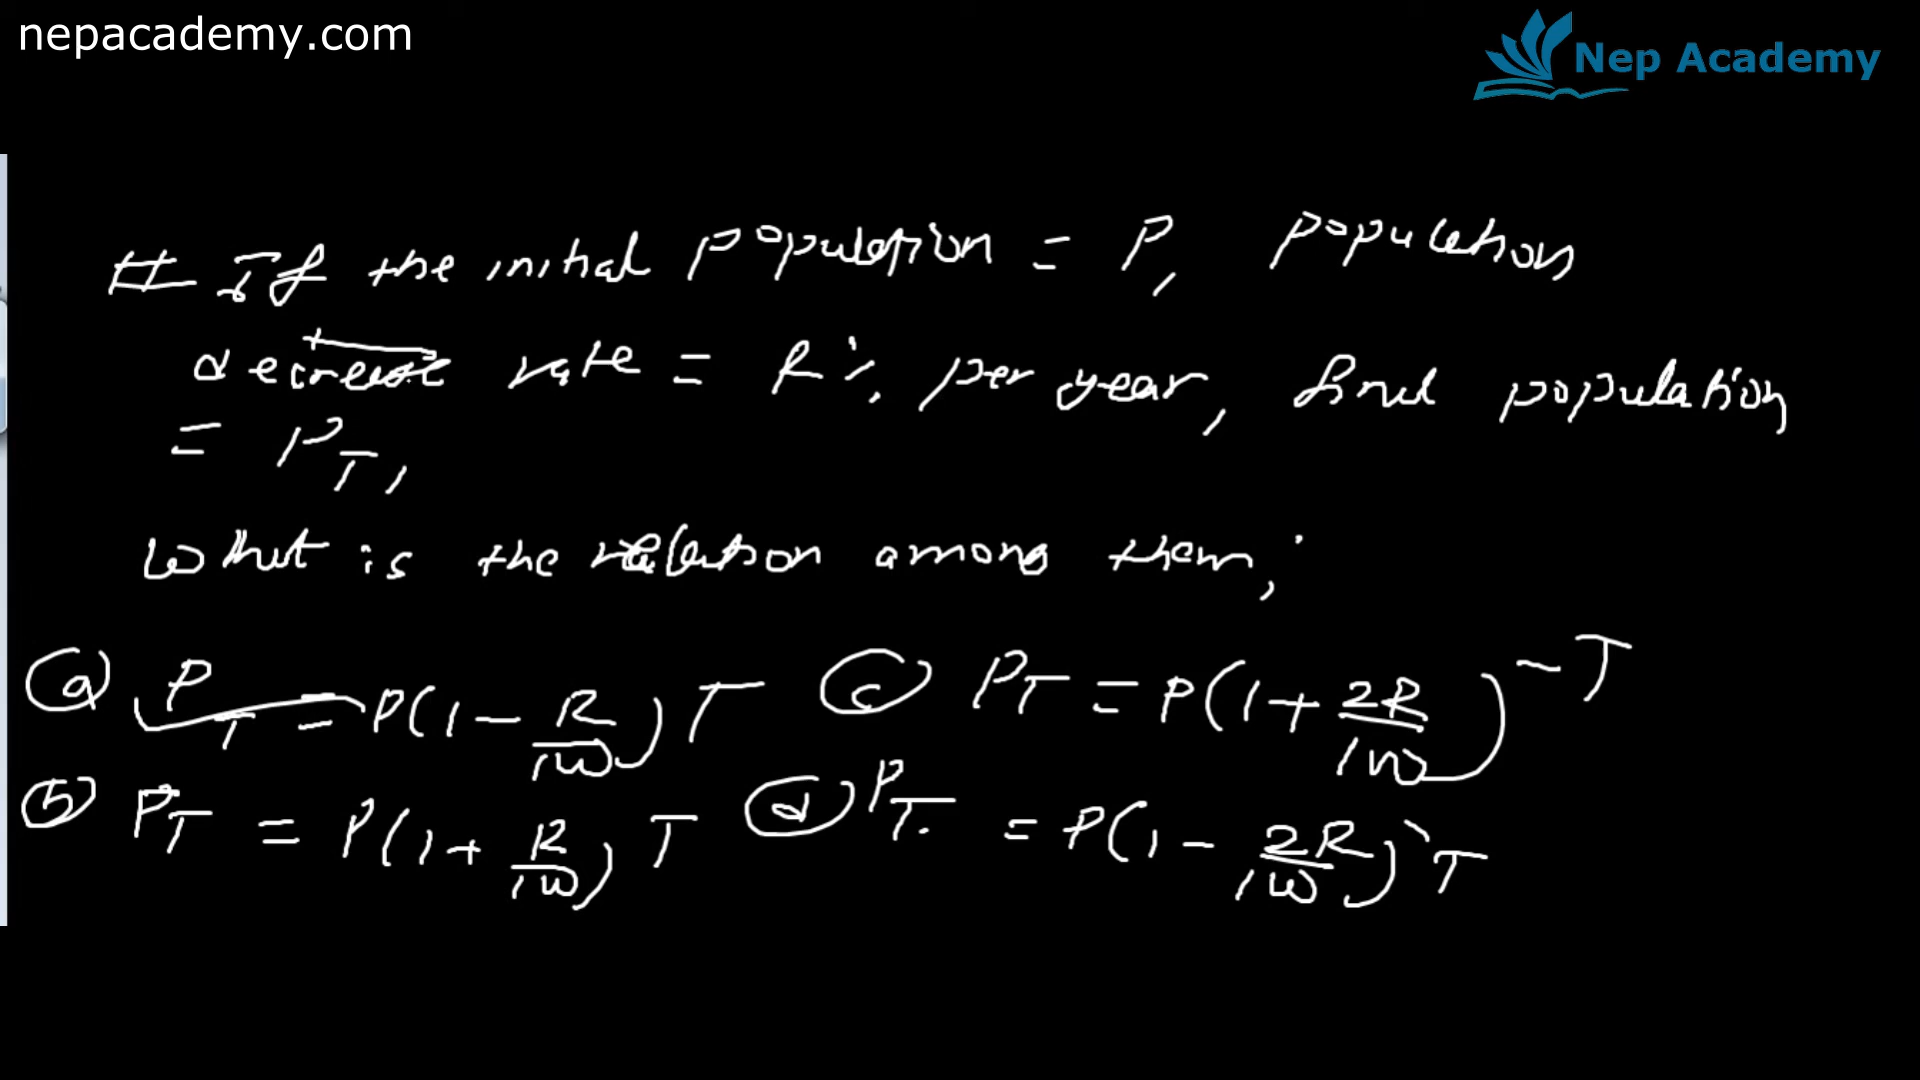 nepacademy.com
Nep Academy
# If the initial population = P, population
decrease rate = R% per year, final population
= P_T,
What is the relation among them,
(a) P_T = P(1 - R/100)^T (c) P_T = P(1 + 2R/100)^-T
(b) P_T = P(1 + R/100)^T (d) P_T. = P(1 - 2R/100)^T